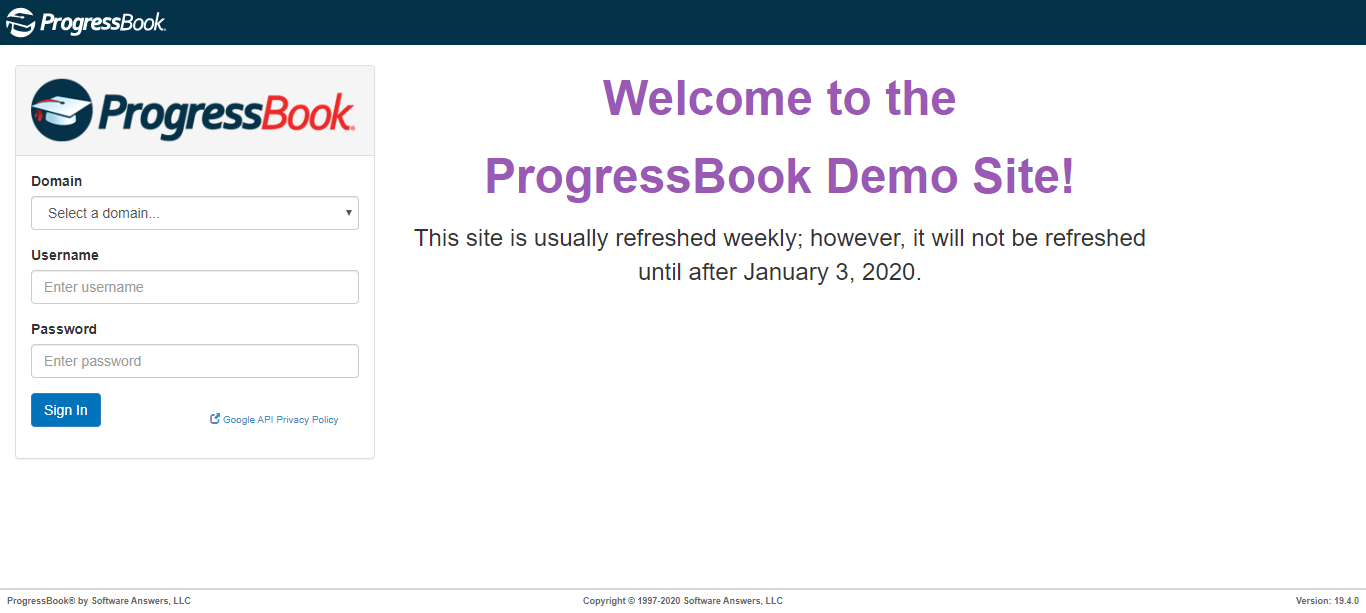 ProgressBook.
ProgressBook.
Domain
Select a domain...
Username
Enter username
Password
Enter password
Sign In
Google API Privacy Policy
Welcome to the
ProgressBook Demo Site!
This site is usually refreshed weekly; however, it will not be refreshed
until after January 3, 2020.
ProgressBook® by Software Answers, LLC
Copyright © 1997-2020 Software Answers, LLC
Version: 19.4.0